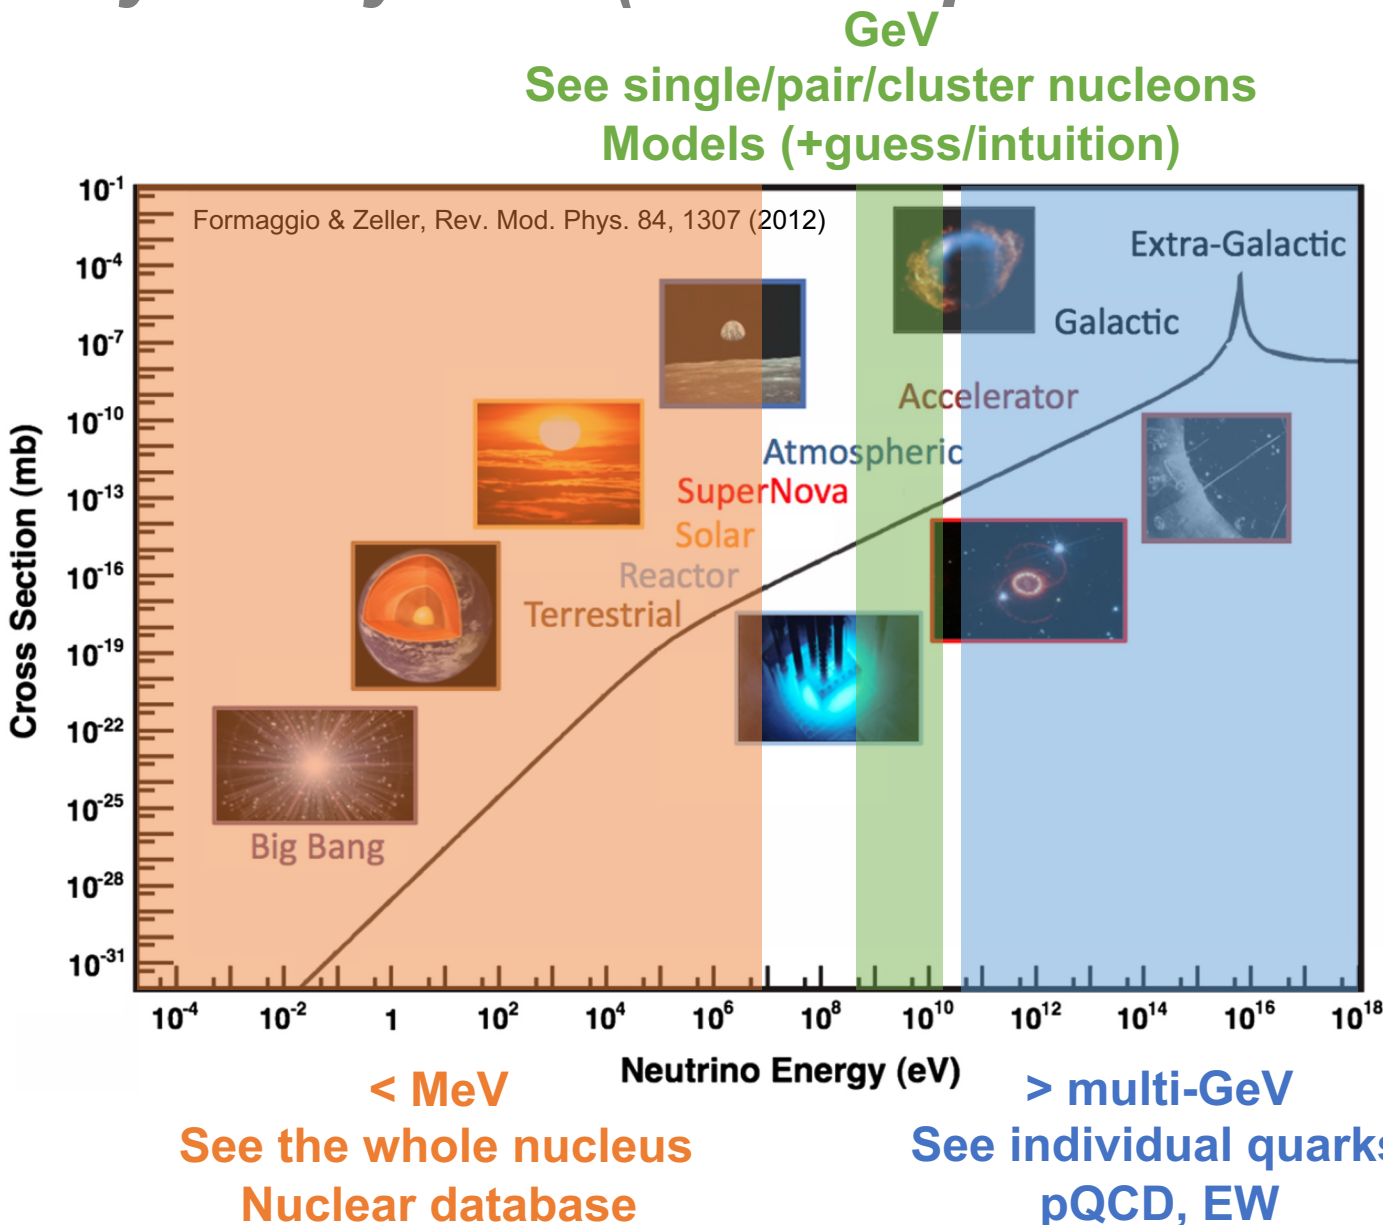 GeV
See single/pair/cluster nucleons
Models (+guess/intuition)
Formaggio & Zeller, Rev. Mod. Phys. 84, 1307 (2012)
Extra-Galactic
Galactic
Accelerator
Atmospheric
SuperNova
Solar
Reactor
Terrestrial
Big Bang
Cross Section (mb)
10⁻¹
10⁻⁴
10⁻⁷
10⁻¹⁰
10⁻¹³
10⁻¹⁶
10⁻¹⁹
10⁻²²
10⁻²⁵
10⁻²⁸
10⁻³¹
10⁻⁴ 10⁻² 1 10² 10⁴ 10⁶ 10⁸ 10¹⁰ 10¹² 10¹⁴ 10¹⁶ 10¹⁸
Neutrino Energy (eV)
< MeV
See the whole nucleus
Nuclear database
> multi-GeV
See individual quarks
pQCD, EW